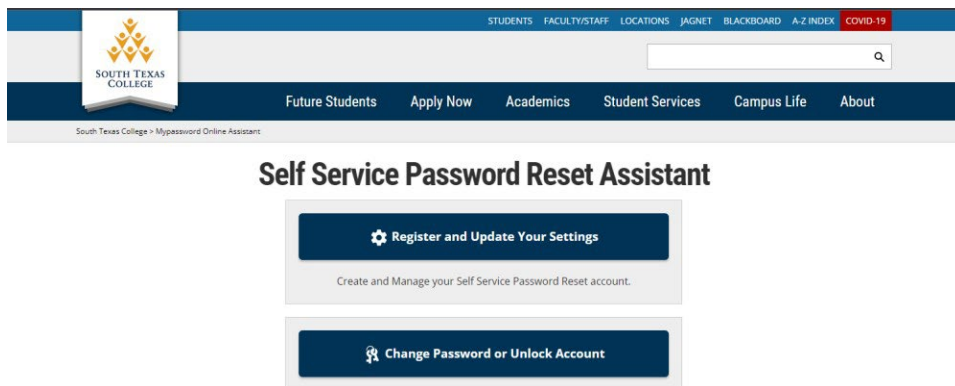 STUDENTS FACULTY/STAFF LOCATIONS JAGNET BLACKBOARD A-Z INDEX COVID-19
SOUTH TEXAS
COLLEGE
Future Students Apply Now Academics Student Services Campus Life About
South Texas College > Mypassword Online Assistant
Self Service Password Reset Assistant
Register and Update Your Settings
Create and Manage your Self Service Password Reset account.
Change Password or Unlock Account